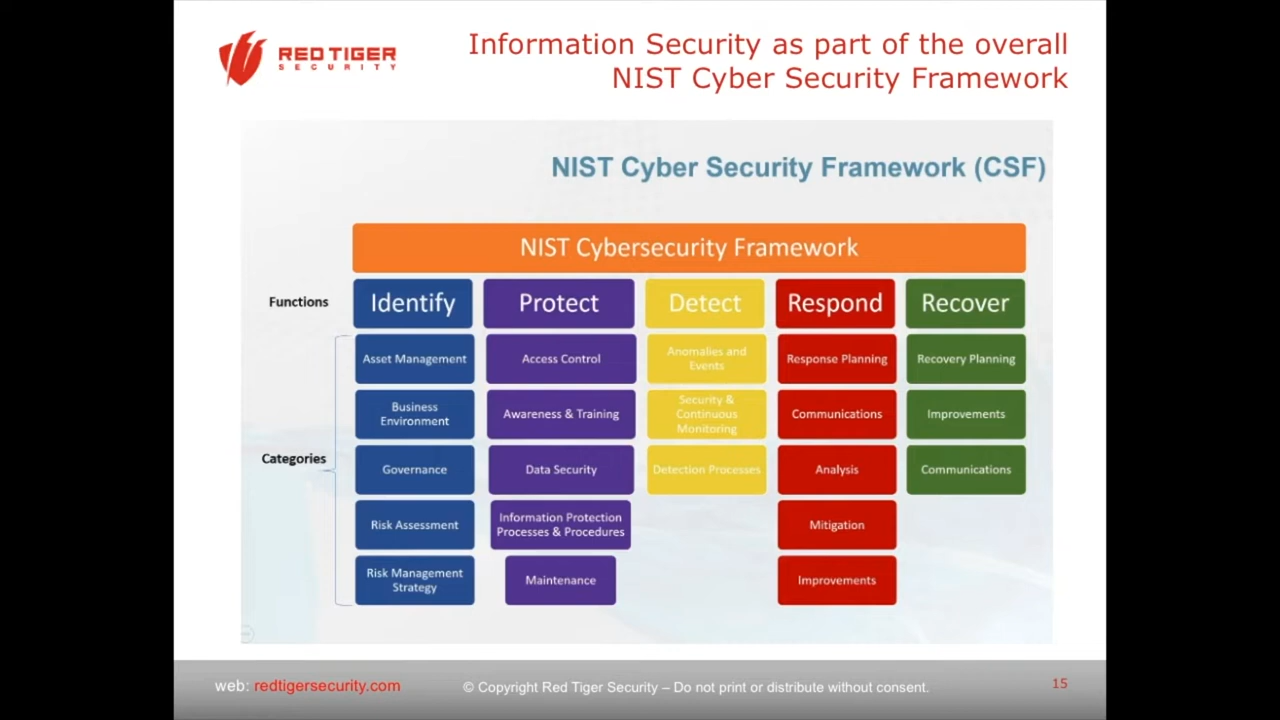 RED TIGER
SECURITY
Information Security as part of the overall
NIST Cyber Security Framework
NIST Cyber Security Framework (CSF)
NIST Cybersecurity Framework
Functions
Identify
Protect
Detect
Respond
Recover
Categories
Asset Management
Access Control
Anomalies and
Events
Response Planning
Recovery Planning
Business
Environment
Awareness & Training
Security &
Continuous
Monitoring
Communications
Improvements
Governance
Data Security
Detection Processes
Analysis
Communications
Risk Assessment
Information Protection
Processes & Procedures
Mitigation
Risk Management
Strategy
Maintenance
Improvements
web: redtigersecurity.com
© Copyright Red Tiger Security – Do not print or distribute without consent.
15